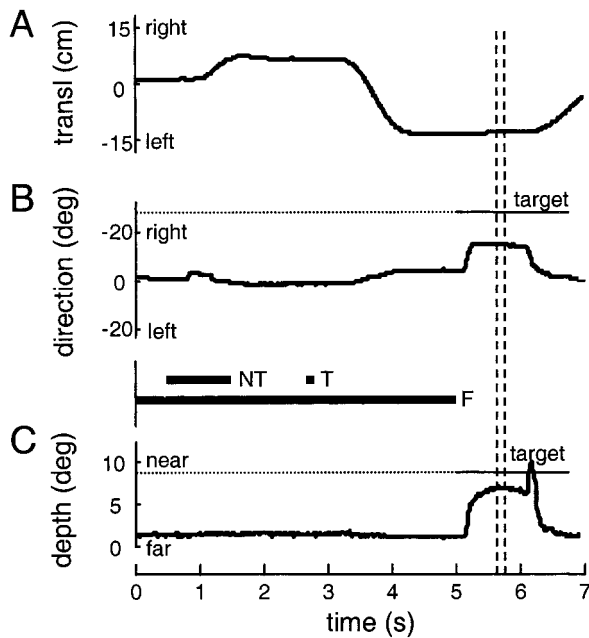 A
transl (cm)
15
right
0
-15
left
B
direction (deg)
target
-20
right
0
-20
left
NT
T
F
C
depth (deg)
10
near
target
5
0
far
0 1 2 3 4 5 6 7
time (s)